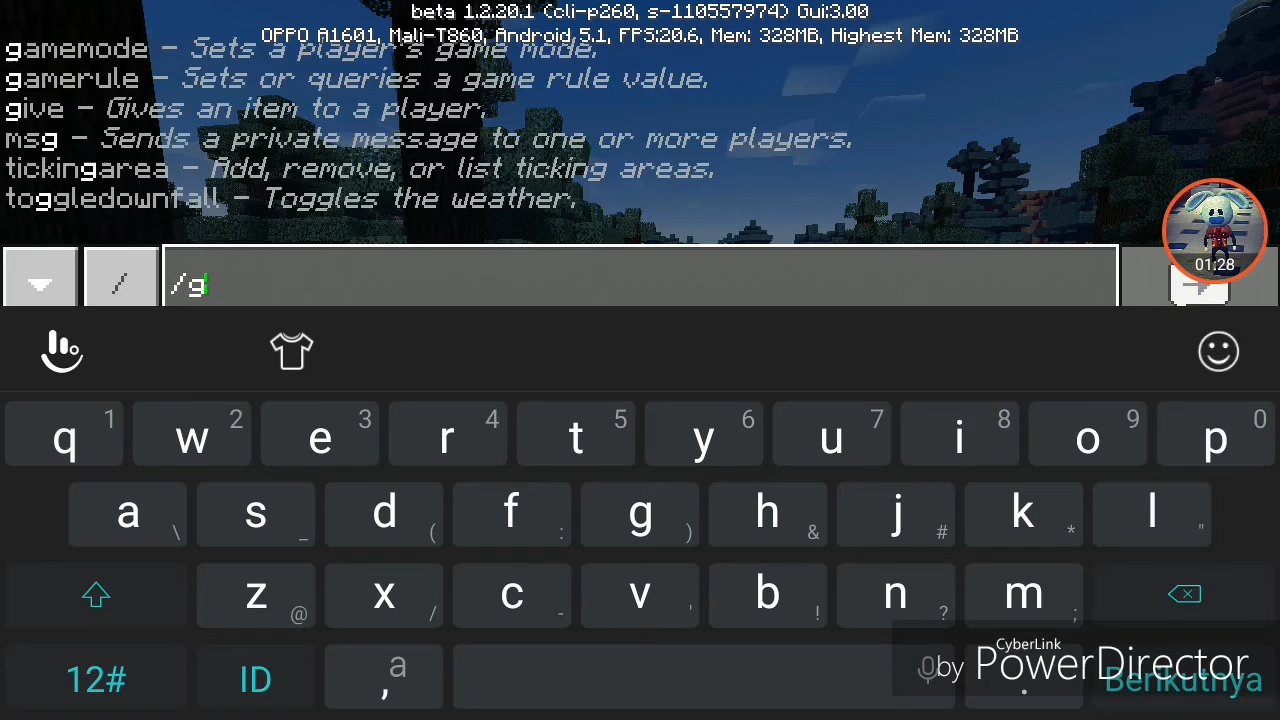 beta 1.2.20.1 (cli-p260, s-110557974) Gui:3.00
OPPO A1601, Mali-T860, Android 5.1, FPS:20.6, Mem: 328MB, Highest Mem: 328MB
gamemode - Sets a player's game mode.
gamerule - Sets or queries a game rule value.
give - Gives an item to a player.
msg - Sends a private message to one or more players.
tickingarea - Add, remove, or list ticking areas.
toggledownfall - Toggles the weather.
01:28
/ /g
q 1 w 2 e 3 r 4 t 5 y 6 u 7 i 8 o 9 p 0
a \ s _ d ( f : g ) h & j # k * l "
z @ x / c - v ' b ! n ? m ;
12# ID , a . Berikutnya
by CyberLink PowerDirector